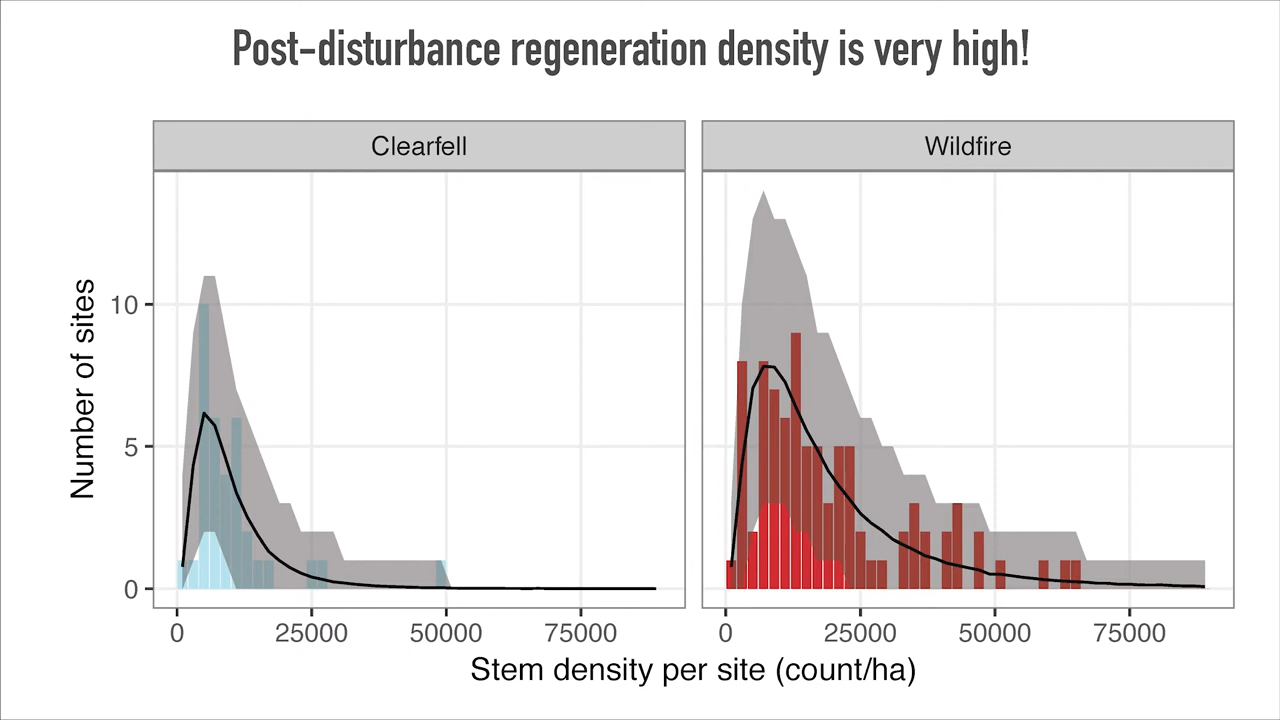 Post-disturbance regeneration density is very high!
Clearfell
Wildfire
Number of sites
10
5
0
0
25000
50000
75000
0
25000
50000
75000
Stem density per site (count/ha)